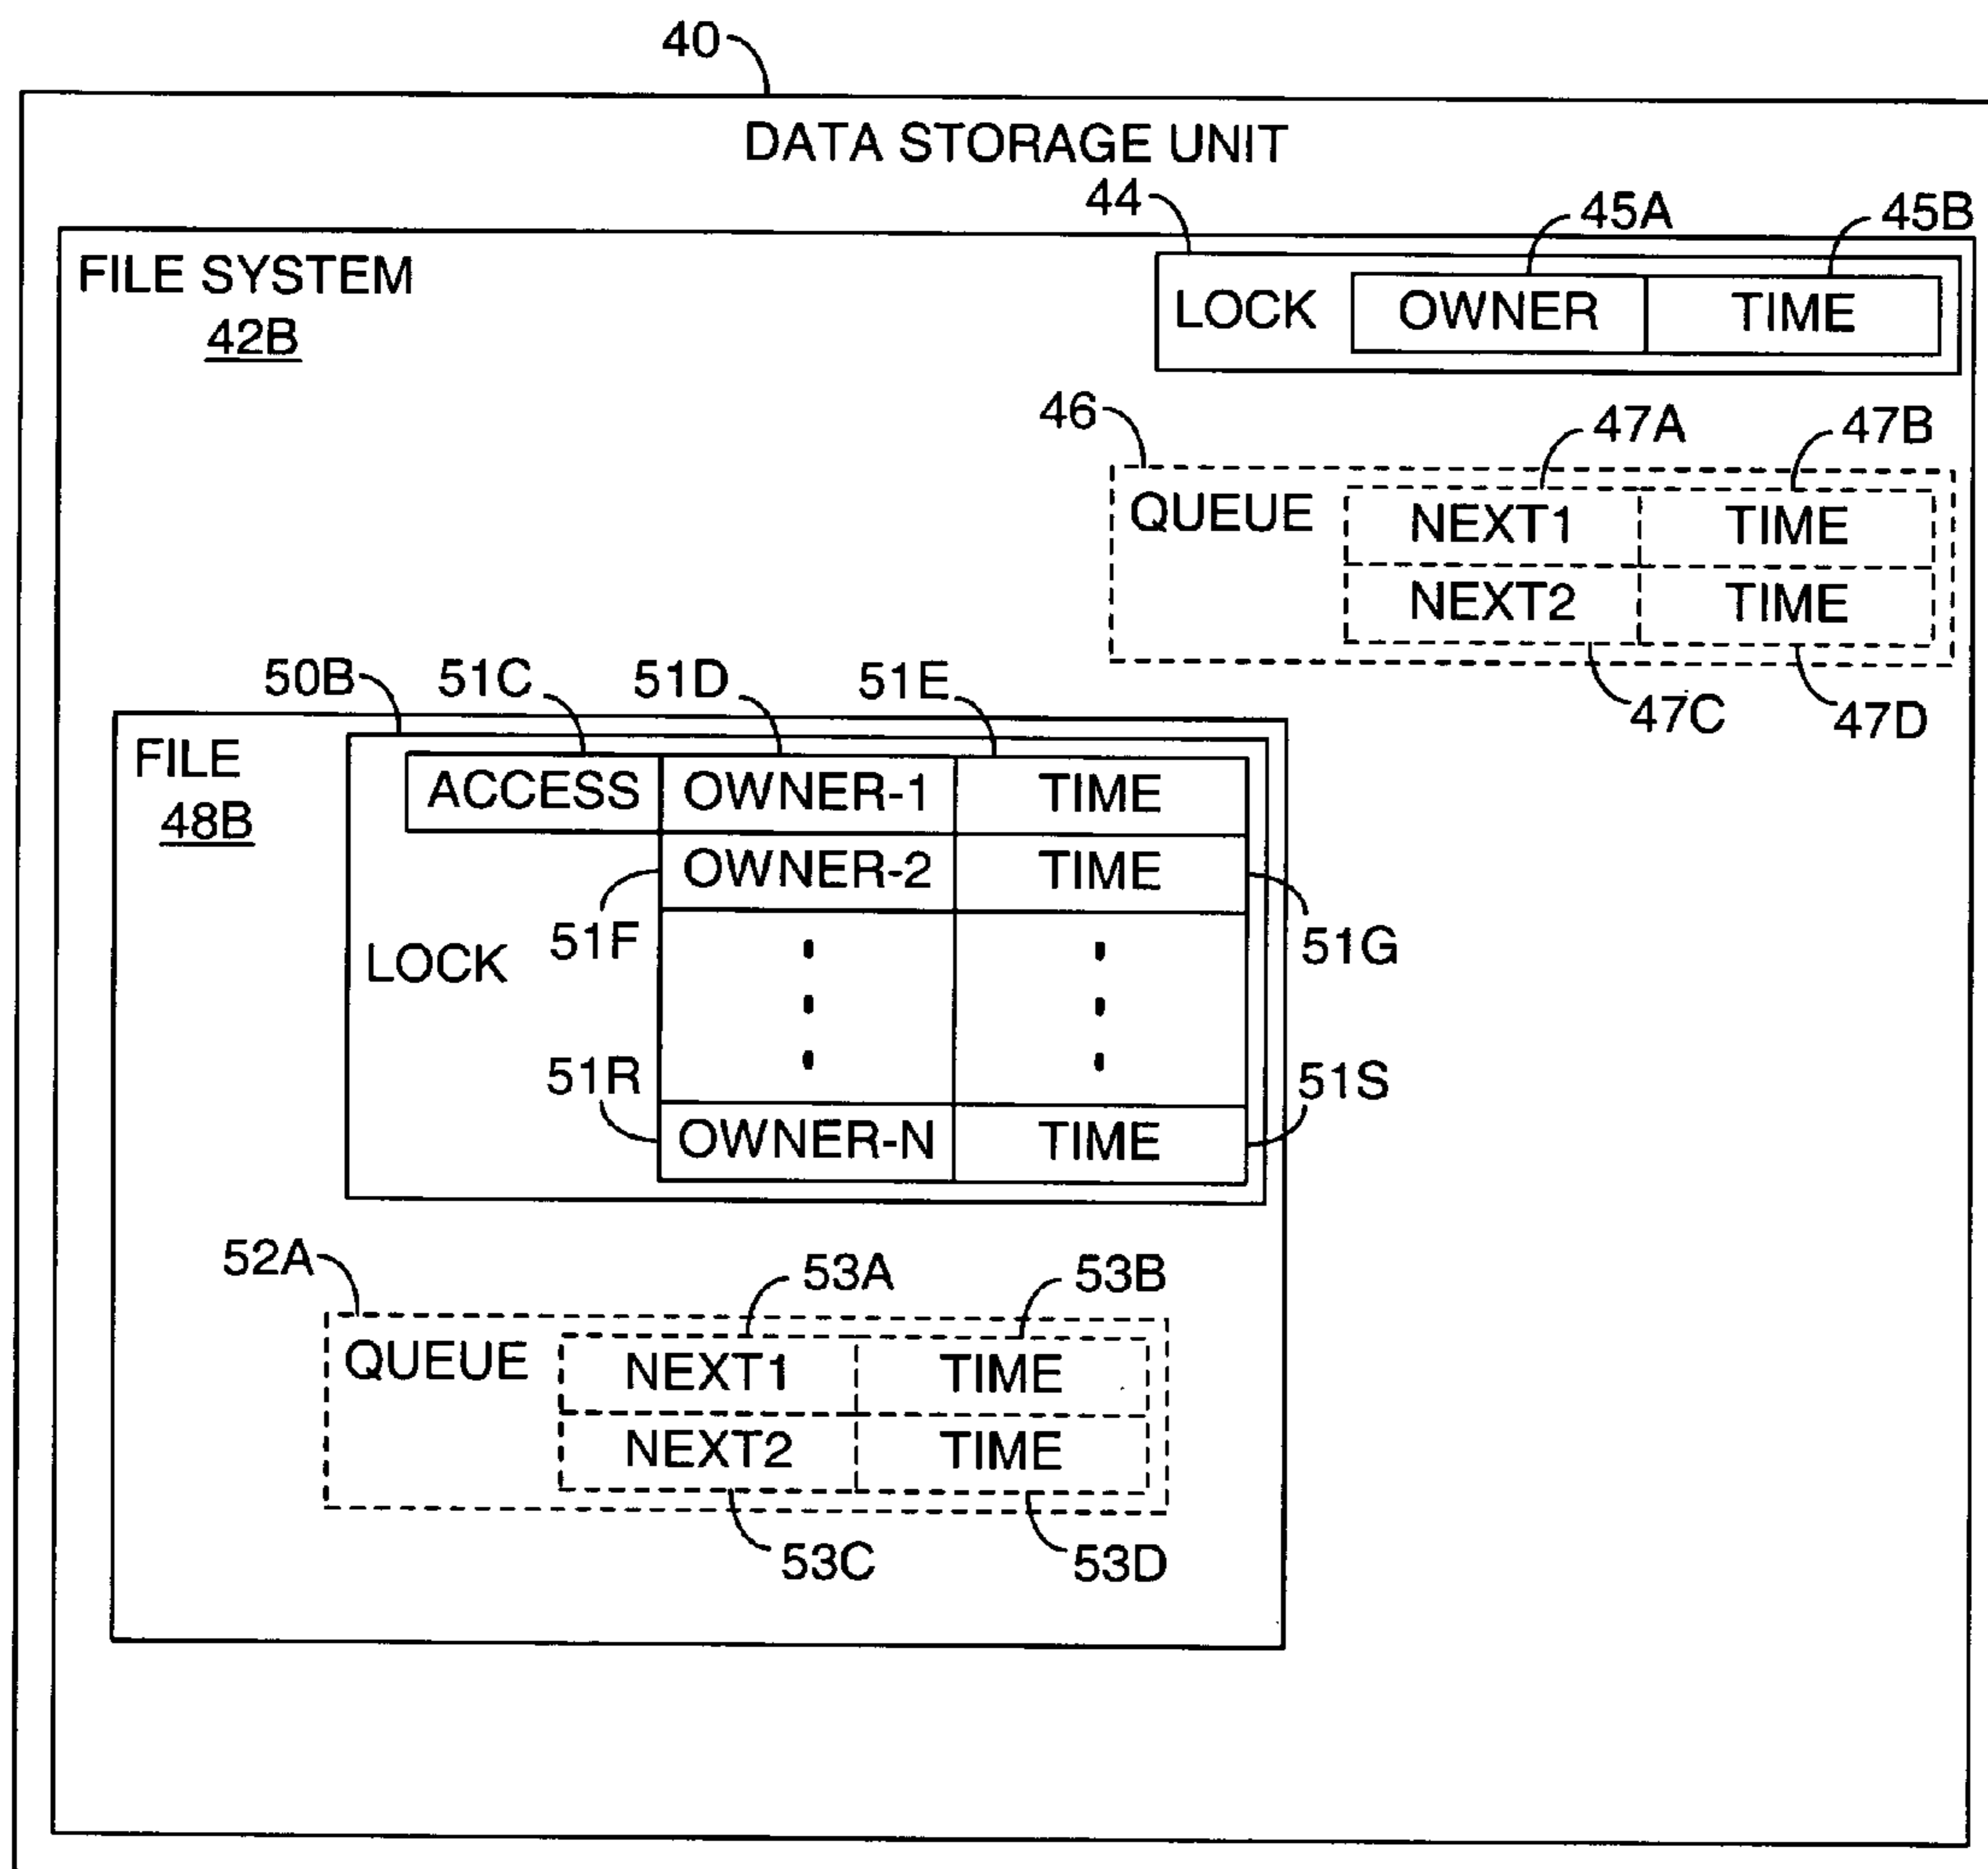 40
DATA STORAGE UNIT
44
45A
45B
FILE SYSTEM
42B
LOCK
OWNER
TIME
46
47A
47B
QUEUE
NEXT1
TIME
NEXT2
TIME
47C
47D
50B
51C
51D
51E
FILE
48B
ACCESS
OWNER-1
TIME
OWNER-2
TIME
51F
51G
LOCK
51R
51S
OWNER-N
TIME
52A
53A
53B
QUEUE
NEXT1
TIME
NEXT2
TIME
53C
53D